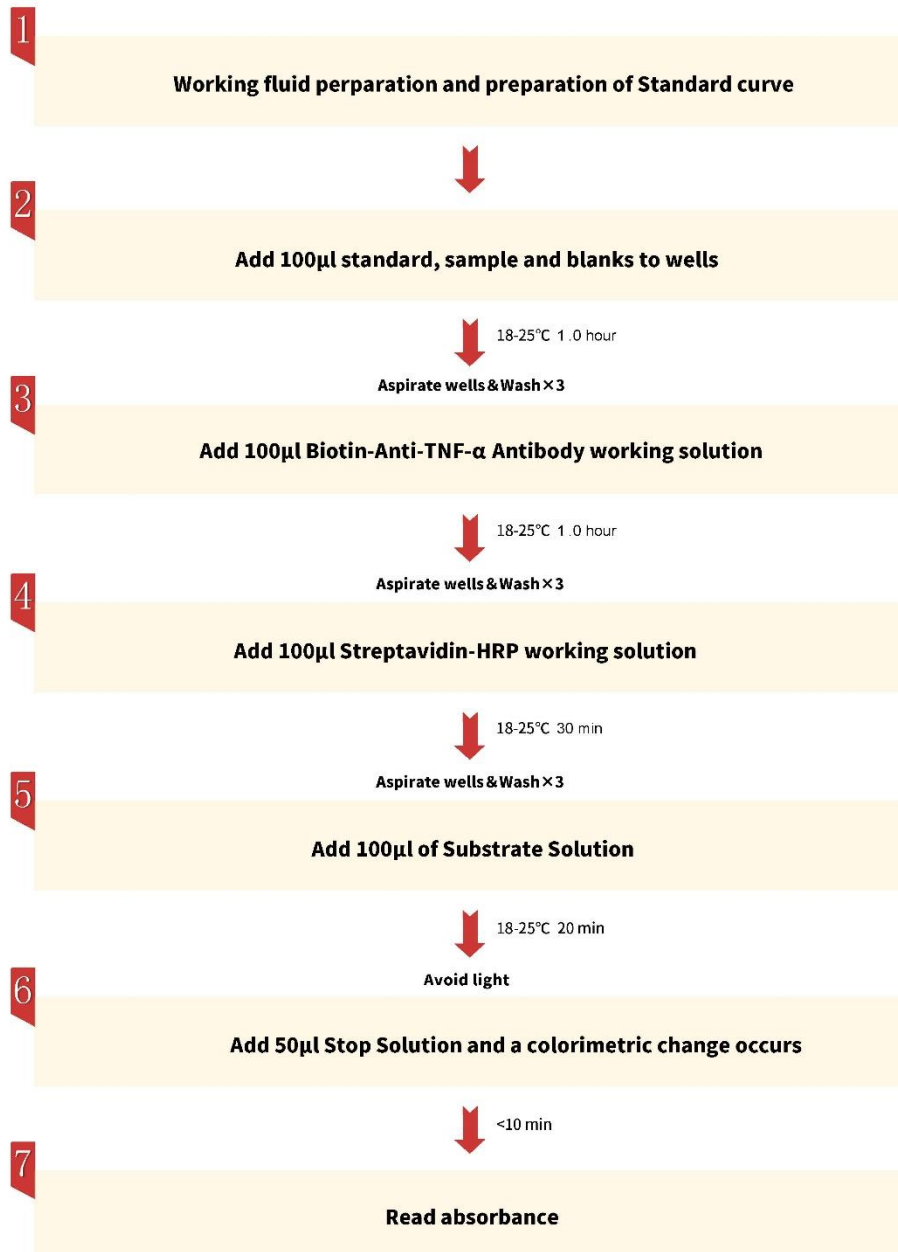 1
Working fluid perparation and preparation of Standard curve
2
Add 100μl standard, sample and blanks to wells
18-25℃ 1.0 hour
Aspirate wells&Wash×3
3
Add 100μl Biotin-Anti-TNF-α Antibody working solution
18-25℃ 1.0 hour
Aspirate wells&Wash×3
4
Add 100μl Streptavidin-HRP working solution
18-25℃ 30 min
Aspirate wells&Wash×3
5
Add 100μl of Substrate Solution
18-25℃ 20 min
Avoid light
6
Add 50μl Stop Solution and a colorimetric change occurs
<10 min
7
Read absorbance